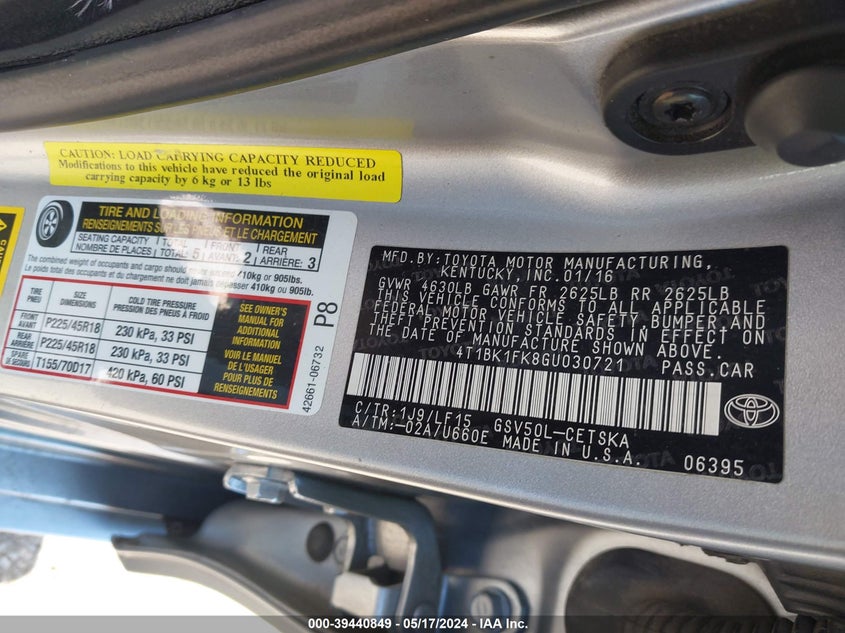 CAUTION: LOAD CARRYING CAPACITY REDUCED
Modifications to this vehicle have reduced the original load
carrying capacity by 6 kg or 13 lbs
TIRE AND LOADING INFORMATION
RENSEIGNEMENTS SUR LES PNEUS ET LE CHARGEMENT
SEATING CAPACITY TOTAL 5 FRONT 2 REAR 3
NOMBRE DE PLACES TOTAL: AVANT: ARRIÈRE:
The combined weight of occupants and cargo should never exceed 410kg or 905lbs.
Le poids total des occupants et du chargement ne doit jamais dépasser 410kg ou 905lb.
TIRE PNEU SIZE DIMENSIONS COLD TIRE PRESSURE PRESSION DES PNEUS À FROID
FRONT AVANT P225/45R18 230 kPa, 33 PSI
REAR ARRIÈRE P225/45R18 230 kPa, 33 PSI
SPARE DE SECOURS T155/70D17 420 kPa, 60 PSI
SEE OWNER'S
MANUAL FOR
ADDITIONAL
INFORMATION
VOIR LE MANUEL
DE L'USAGER
POUR PLUS DE
RENSEIGNEMENTS
42661-06732 P8
MFD.BY:TOYOTA MOTOR MANUFACTURING,
KENTUCKY, INC.01/16
GVWR 4630LB GAWR FR 2625LB RR 2625LB
THIS VEHICLE CONFORMS TO ALL APPLICABLE
FEDERAL MOTOR VEHICLE SAFETY,BUMPER,AND
THEFT PREVENTION STANDARDS IN EFFECT ON
THE DATE OF MANUFACTURE SHOWN ABOVE.
4T1BK1FK8GU030721 PASS.CAR
C/TR:1J9/LF15 GSV50L-CETSKA
A/TM:-02A/U660E MADE IN U.S.A.
06395
TOYOTA
000-39440849 - 05/17/2024 - IAA Inc.